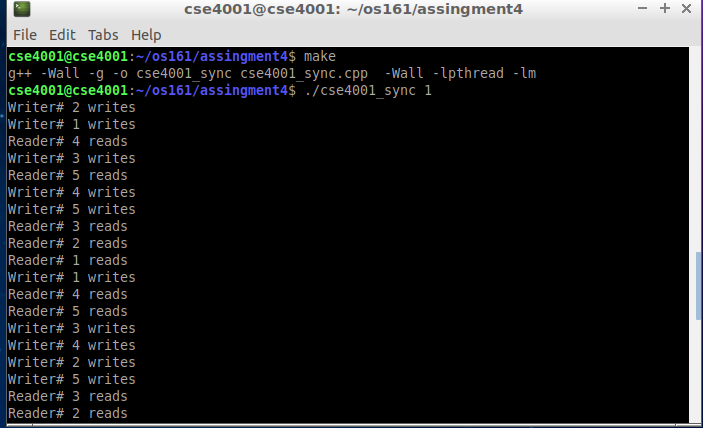 cse4001@cse4001: ~/os161/assingment4
File Edit Tabs Help
cse4001@cse4001:~/os161/assingment4$ make
g++ -Wall -g -o cse4001_sync cse4001_sync.cpp  -Wall -lpthread -lm
cse4001@cse4001:~/os161/assingment4$ ./cse4001_sync 1
Writer# 2 writes
Writer# 1 writes
Reader# 4 reads
Writer# 3 writes
Reader# 5 reads
Writer# 4 writes
Writer# 5 writes
Reader# 3 reads
Reader# 2 reads
Reader# 1 reads
Writer# 1 writes
Reader# 4 reads
Reader# 5 reads
Writer# 3 writes
Writer# 4 writes
Writer# 2 writes
Writer# 5 writes
Reader# 3 reads
Reader# 2 reads